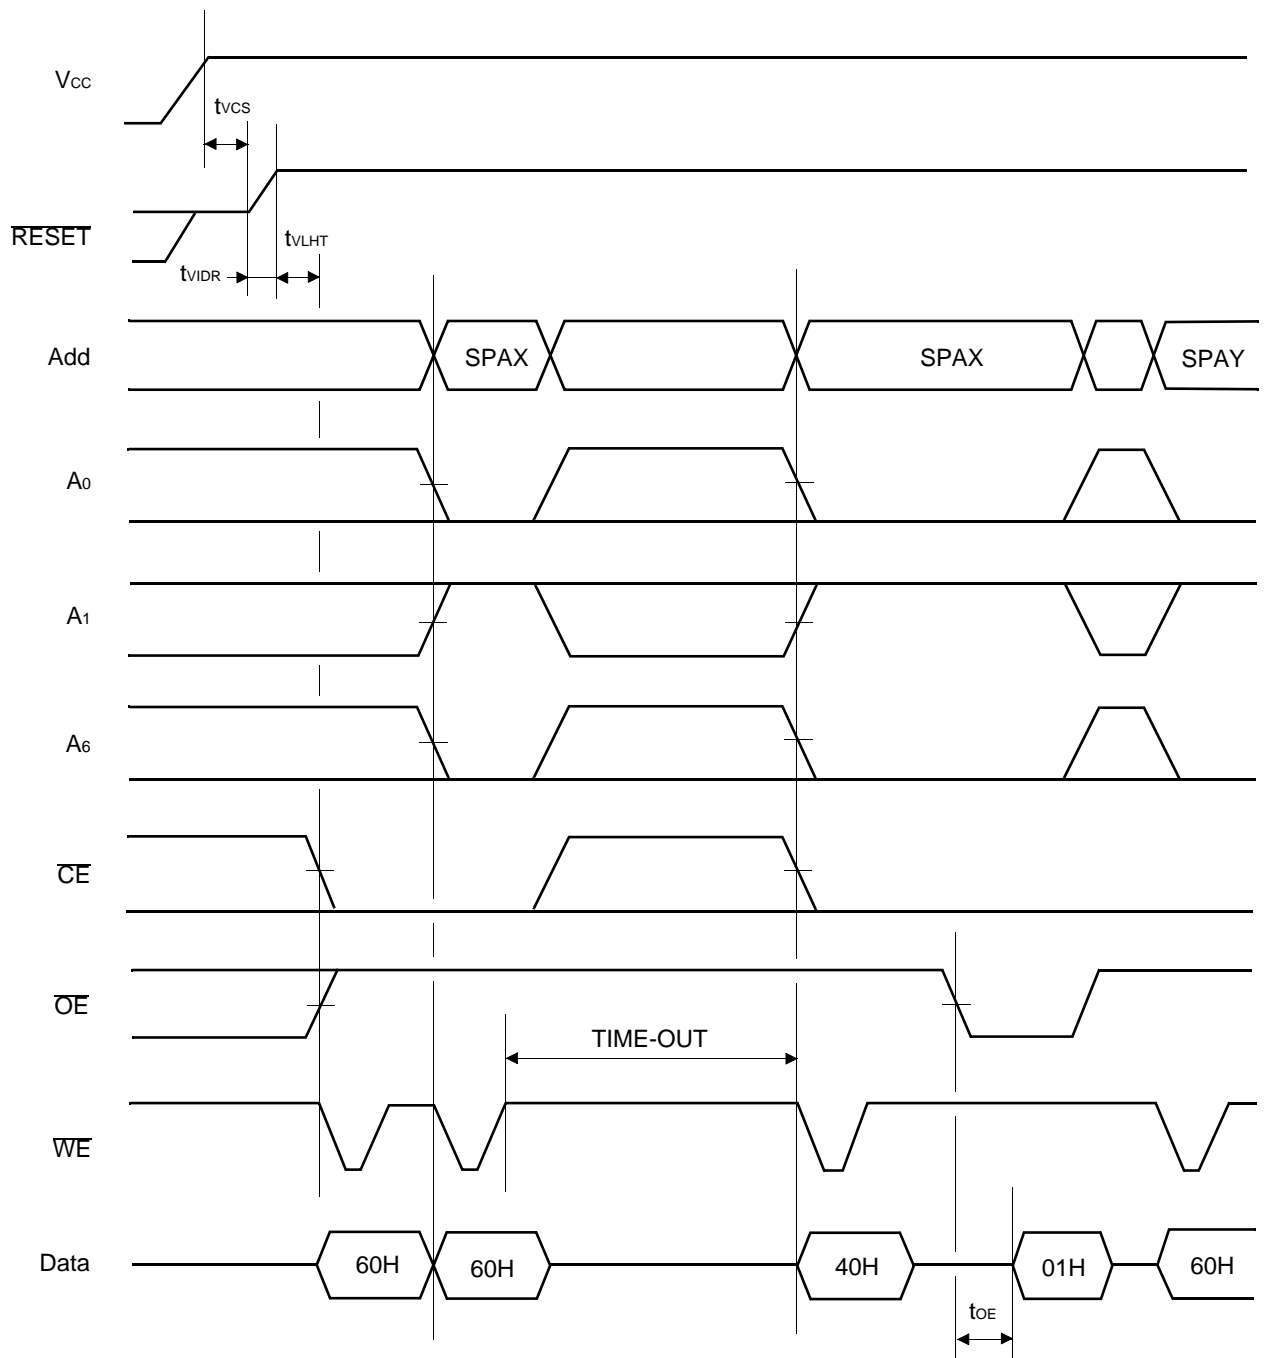 VCC
tVCS
RESET
tVLHT
tVIDR
Add
SPAX
SPAX
SPAY
A0
A1
A6
CE
OE
TIME-OUT
WE
Data
60H
60H
40H
01H
60H
tOE